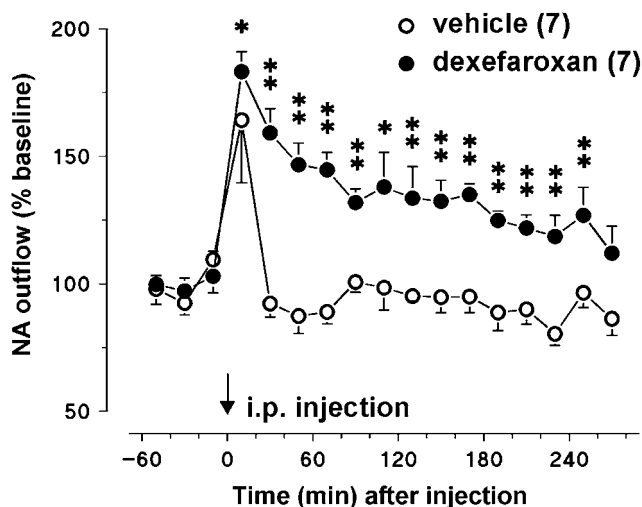 vehicle (7)
dexefaroxan (7)
NA outflow (% baseline)
200
150
100
50
* ** ** ** ** * ** ** ** ** ** ** **
i.p. injection
−60 0 60 120 180 240
Time (min) after injection